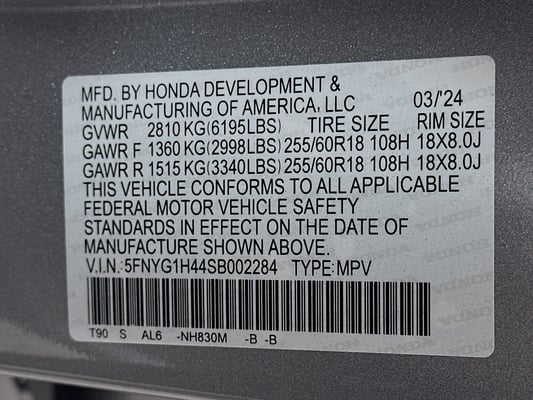 MFD. BY HONDA DEVELOPMENT &
MANUFACTURING OF AMERICA, LLC 03/'24
GVWR 2810 KG(6195LBS) TIRE SIZE RIM SIZE
GAWR F 1360 KG(2998LBS) 255/60R18 108H 18X8.0J
GAWR R 1515 KG(3340LBS) 255/60R18 108H 18X8.0J
THIS VEHICLE CONFORMS TO ALL APPLICABLE
FEDERAL MOTOR VEHICLE SAFETY
STANDARDS IN EFFECT ON THE DATE OF
MANUFACTURE SHOWN ABOVE.
V.I.N.:5FNYG1H44SB002284 TYPE:MPV
T90 S AL6 -NH830M -B -B